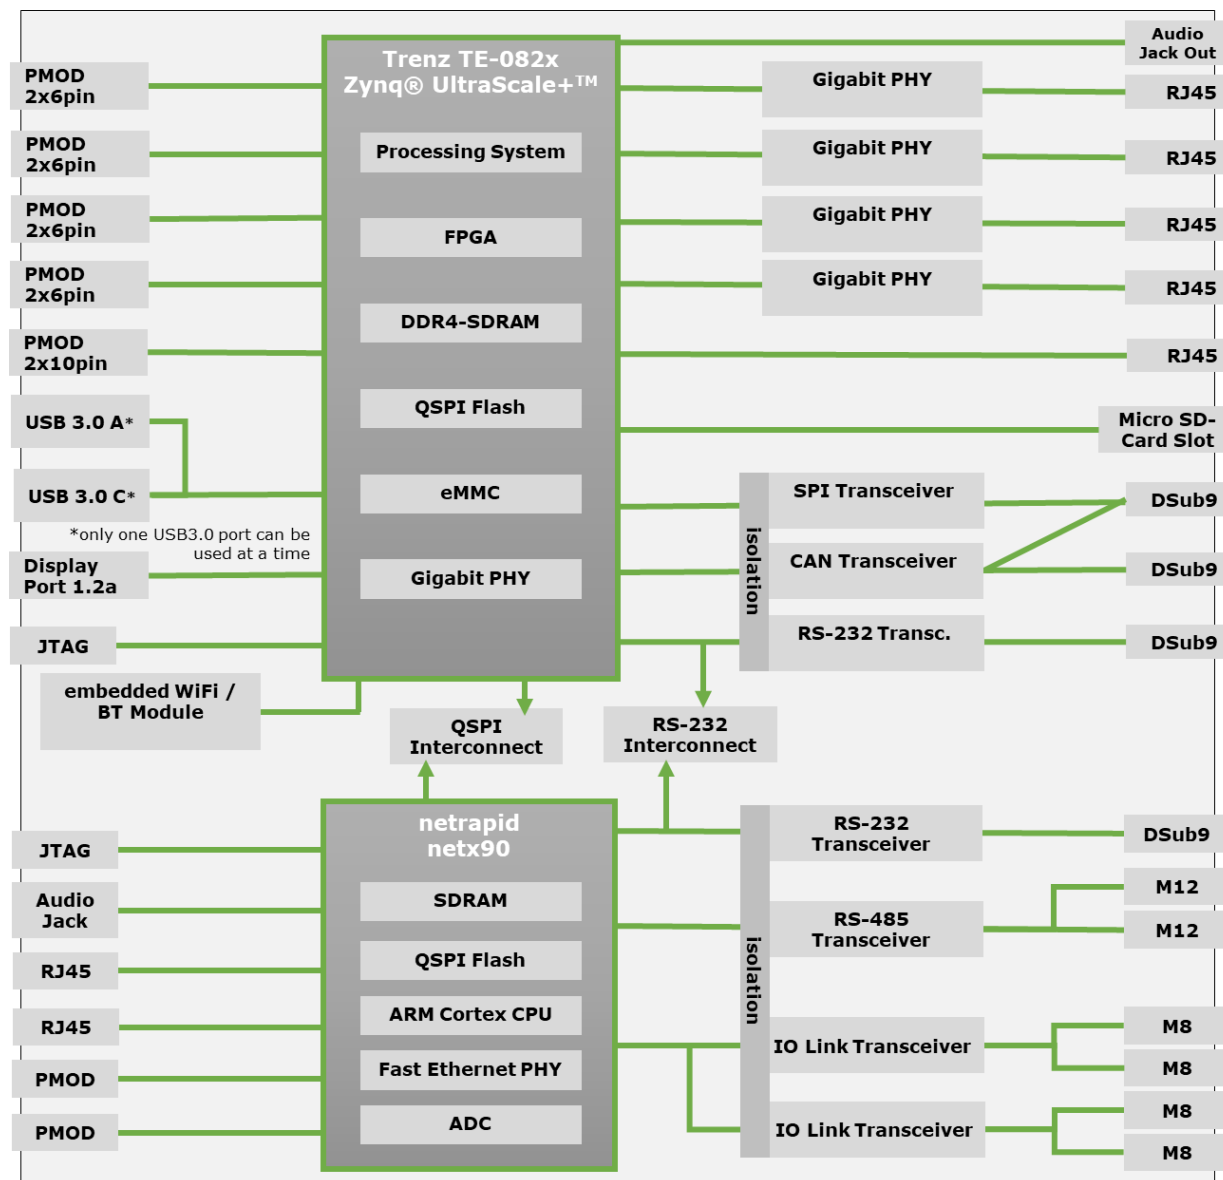 Trenz TE-082x
Zynq® UltraScale+™
Processing System
FPGA
DDR4-SDRAM
QSPI Flash
eMMC
Gigabit PHY
PMOD
2x6pin
PMOD
2x6pin
PMOD
2x6pin
PMOD
2x6pin
PMOD
2x10pin
USB 3.0 A*
USB 3.0 C*
*only one USB3.0 port can be
used at a time
Display
Port 1.2a
JTAG
embedded WiFi /
BT Module
Audio
Jack Out
Gigabit PHY
RJ45
Gigabit PHY
RJ45
Gigabit PHY
RJ45
Gigabit PHY
RJ45
RJ45
Micro SD-
Card Slot
isolation
SPI Transceiver
DSub9
CAN Transceiver
DSub9
RS-232 Transc.
DSub9
QSPI
Interconnect
RS-232
Interconnect
netrapid
netx90
SDRAM
QSPI Flash
ARM Cortex CPU
Fast Ethernet PHY
ADC
JTAG
Audio
Jack
RJ45
RJ45
PMOD
PMOD
isolation
RS-232
Transceiver
DSub9
RS-485
Transceiver
M12
M12
IO Link Transceiver
M8
M8
IO Link Transceiver
M8
M8